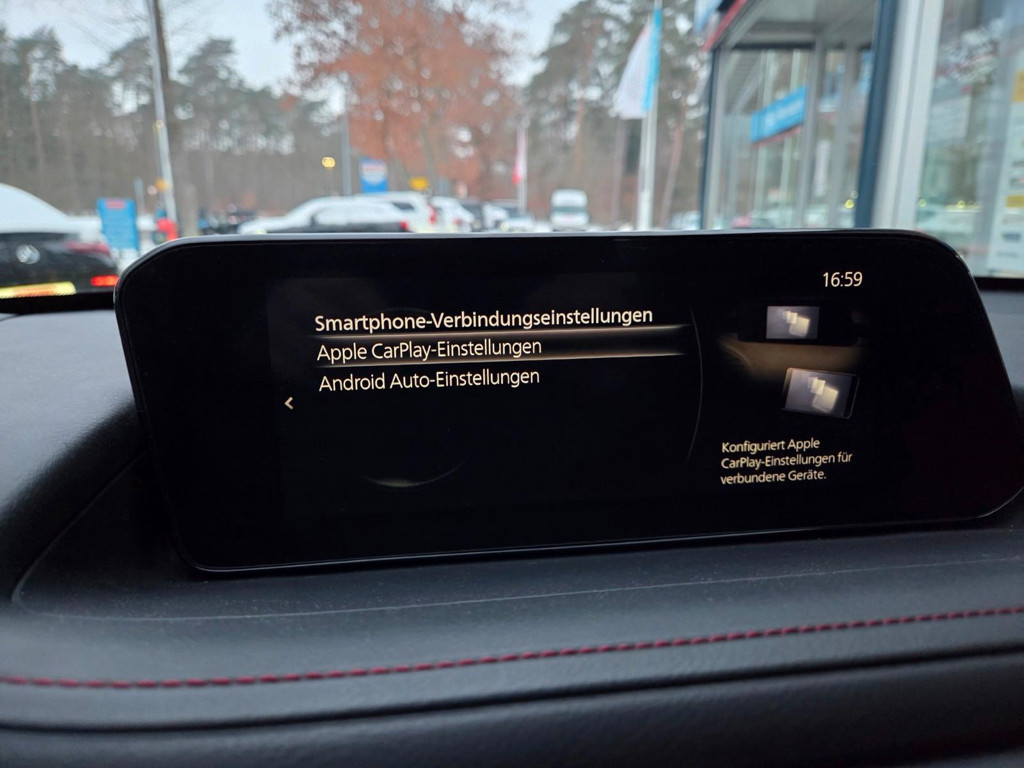 16:59
Smartphone-Verbindungseinstellungen
Apple CarPlay-Einstellungen
Android Auto-Einstellungen
Konfiguriert Apple
CarPlay-Einstellungen für
verbundene Geräte.